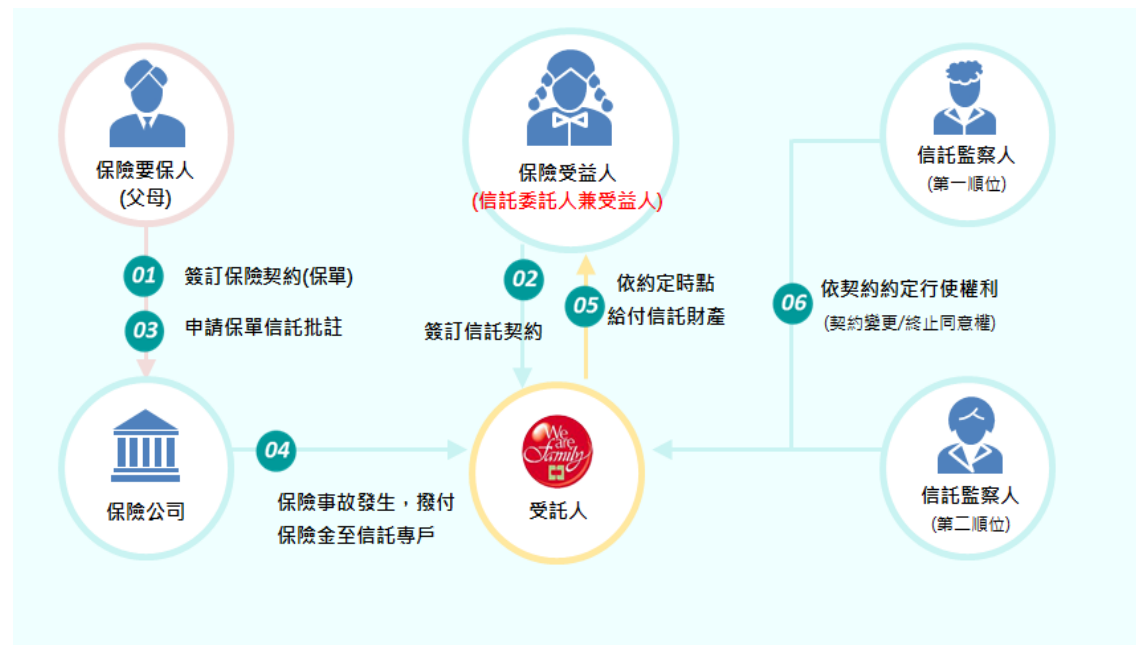 保險要保人
(父母)
保險受益人
(信託委託人兼受益人)
信託監察人
(第一順位)
01
簽訂保險契約(保單)
03
申請保單信託批註
02
簽訂信託契約
05
依約定時點
給付信託財產
06
依契約約定行使權利
(契約變更/終止同意權)
保險公司
04
保險事故發生，撥付
保險金至信託專戶
We
are
Family
受託人
信託監察人
(第二順位)